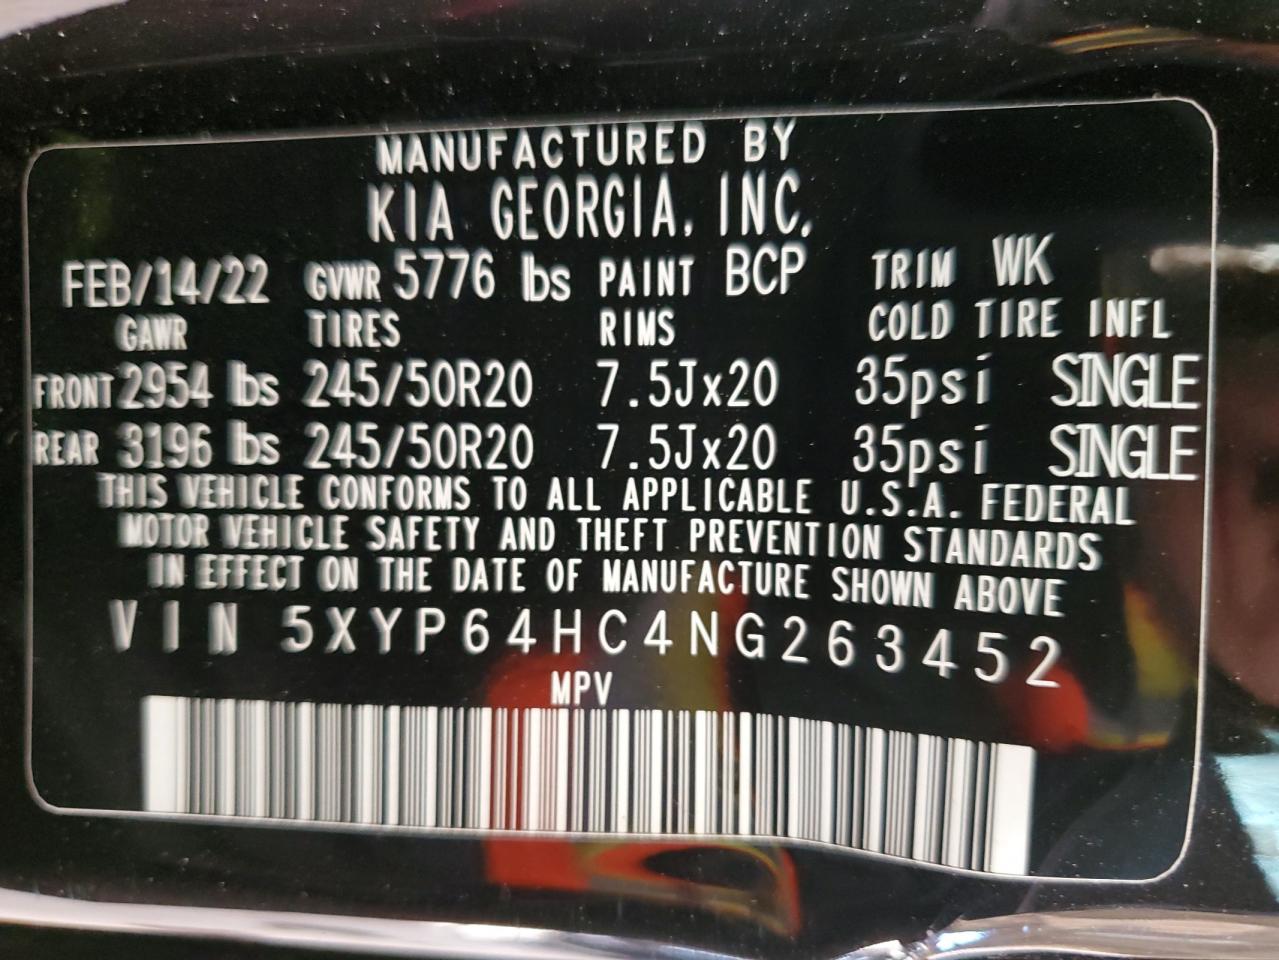 MANUFACTURED BY
KIA GEORGIA, INC.
FEB/14/22 GVWR 5776 lbs PAINT BCP TRIM WK
GAWR TIRES RIMS COLD TIRE INFL
FRONT 2954 lbs 245/50R20 7.5Jx20 35psi SINGLE
REAR 3196 lbs 245/50R20 7.5Jx20 35psi SINGLE
THIS VEHICLE CONFORMS TO ALL APPLICABLE U.S.A. FEDERAL
MOTOR VEHICLE SAFETY AND THEFT PREVENTION STANDARDS
IN EFFECT ON THE DATE OF MANUFACTURE SHOWN ABOVE
VIN 5XYP64HC4NG263452
MPV